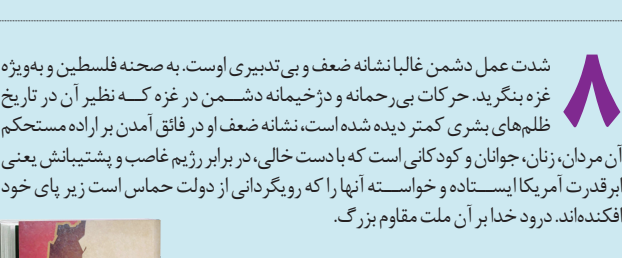 ۸
شدت عمل دشمن غالبا نشانه ضعف و بی‌تدبیری اوست. به صحنه فلسطین و به‌ویژه
غزه بنگرید. حرکات بی‌رحمانه و دژخیمانه دشمن در غزه که نظیر آن در تاریخ
ظلم‌های بشری کمتر دیده شده است، نشانه ضعف او در فائق آمدن بر اراده مستحکم
آن مردان، زنان، جوانان و کودکانی است که با دست خالی، در برابر رژیم غاصب و پشتیبانش یعنی
ابرقدرت آمریکا ایستاده و خواسته آنها را که رویگردانی از دولت حماس است زیر پای خود
افکنده‌اند. درود خدا بر آن ملت مقاوم بزرگ.